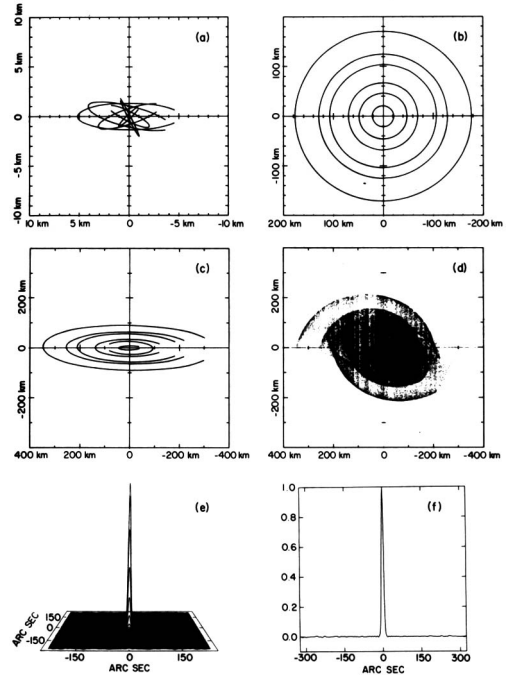 (a)
10 km
5 km
0
-5 km
-10 km
10 km 5 km 0 -5 km -10 km
(b)
100 km
0
-100 km
200 km 100 km 0 -100 km -200 km
(c)
200 km
0
-200 km
400 km 200 km 0 -200 km -400 km
(d)
200 km
0
-200 km
400 km 200 km 0 -200 km -400 km
(e)
ARC SEC
150
0
-150
-150 0 150
ARC SEC
(f)
1.0
0.8
0.6
0.4
0.2
0.0
-300 -150 0 150 300
ARC SEC